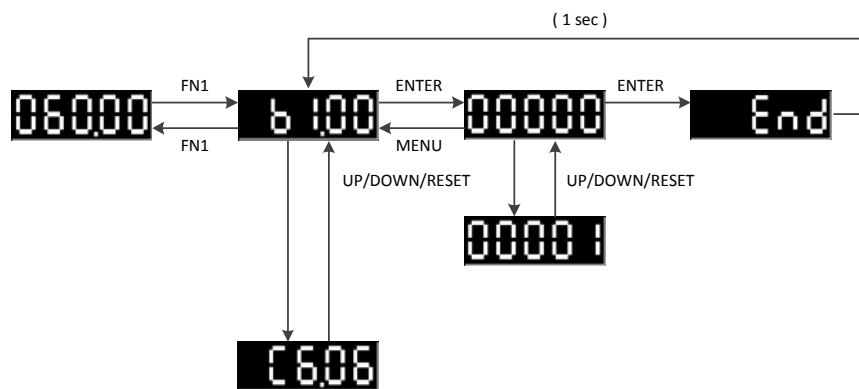 ( 1 sec )
FN1
ENTER
ENTER
060.00
b1.00
00000
End
FN1
MENU
UP/DOWN/RESET
UP/DOWN/RESET
00001
C6.06